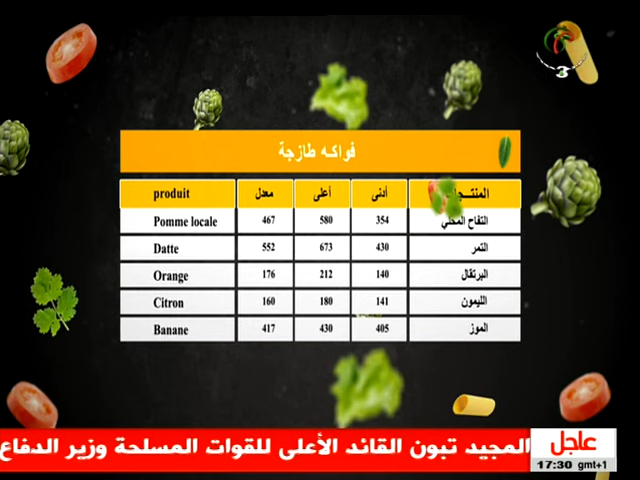 3
فواكه طازجة
produit معدل أعلى أدنى
Pomme locale 467 580 354 التفاح المحلي
Datte 552 673 430 التمر
Orange 176 212 140 البرتقال
Citron 160 180 141 الليمون
Banane 417 430 405 الموز
عاجل
المجيد تبون القائد الأعلى للقوات المسلحة وزير الدفاع
17:30 gmt+1